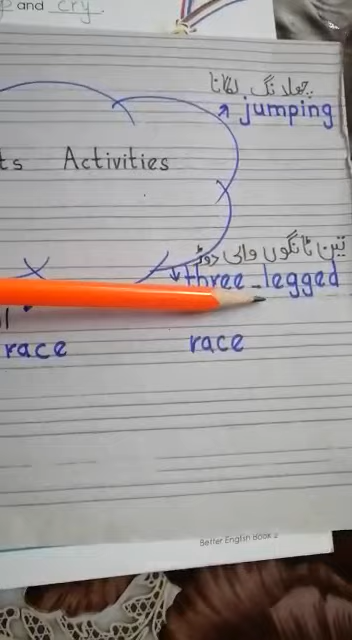 and cry.
چھلانگ لگانا
jumping
ts Activities
تین ٹانگوں والی دوڑ
three-legged
race
race
Better English Book 2